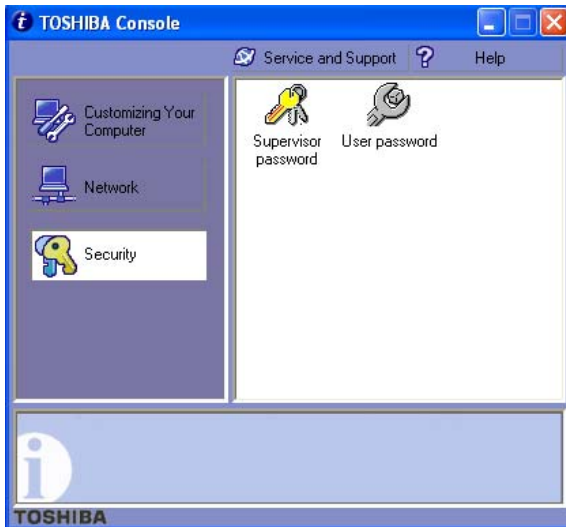 TOSHIBA Console
Service and Support
?
Help
Customizing Your
Computer
Network
Security
Supervisor
password
User password
i
TOSHIBA